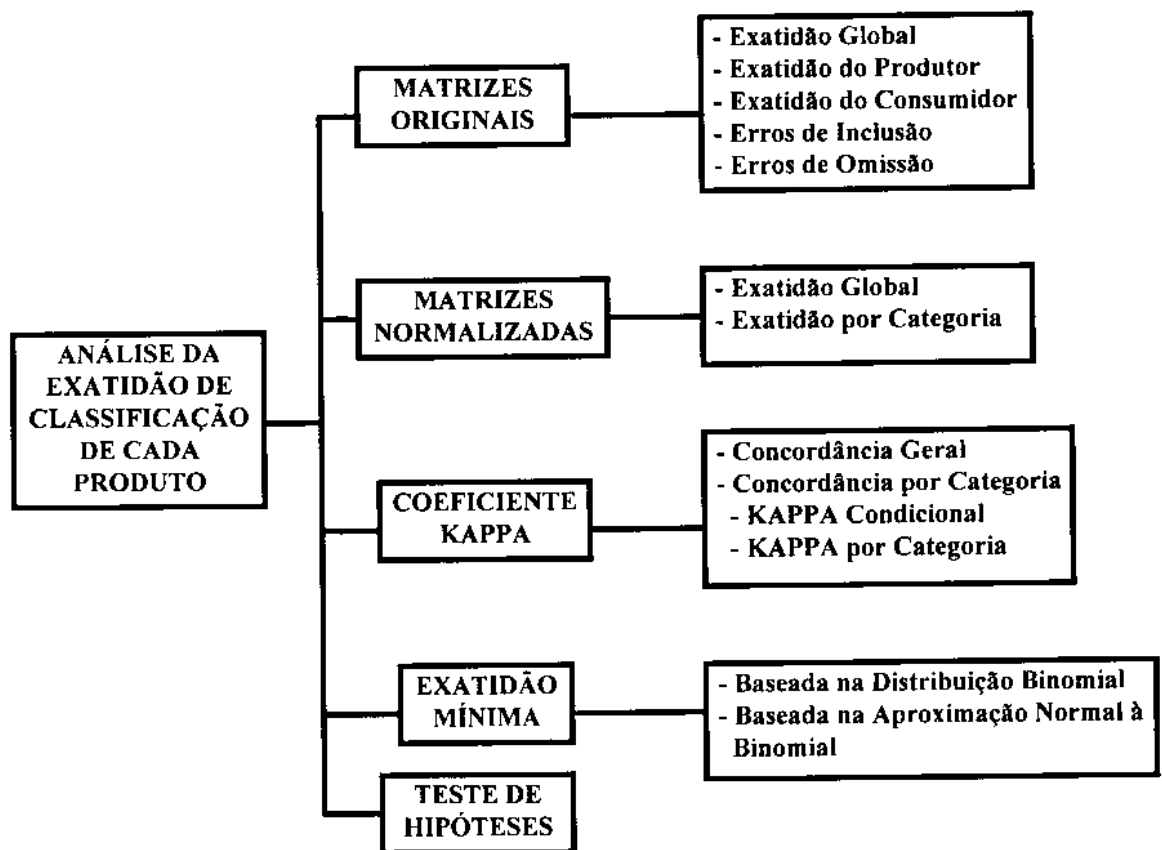 MATRIZES
ORIGINAIS
- Exatidão Global
- Exatidão do Produtor
- Exatidão do Consumidor
- Erros de Inclusão
- Erros de Omissão
MATRIZES
NORMALIZADAS
- Exatidão Global
- Exatidão por Categoria
ANÁLISE DA
EXATIDÃO DE
CLASSIFICAÇÃO
DE CADA
PRODUTO
COEFICIENTE
KAPPA
- Concordância Geral
- Concordância por Categoria
- KAPPA Condicional
- KAPPA por Categoria
EXATIDÃO
MÍNIMA
- Baseada na Distribuição Binomial
- Baseada na Aproximação Normal à
Binomial
TESTE DE
HIPÓTESES